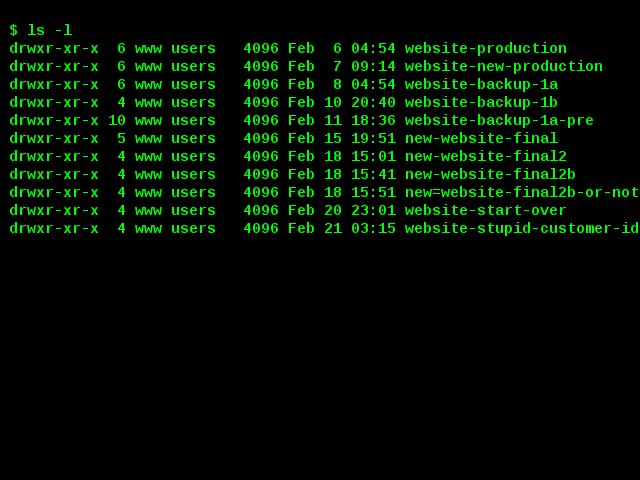 $ ls -l
drwxr-xr-x  6 www users   4096 Feb  6 04:54 website-production
drwxr-xr-x  6 www users   4096 Feb  7 09:14 website-new-production
drwxr-xr-x  6 www users   4096 Feb  8 04:54 website-backup-1a
drwxr-xr-x  4 www users   4096 Feb 10 20:40 website-backup-1b
drwxr-xr-x 10 www users   4096 Feb 11 18:36 website-backup-1a-pre
drwxr-xr-x  5 www users   4096 Feb 15 19:51 new-website-final
drwxr-xr-x  4 www users   4096 Feb 18 15:01 new-website-final2
drwxr-xr-x  4 www users   4096 Feb 18 15:41 new-website-final2b
drwxr-xr-x  4 www users   4096 Feb 18 15:51 new=website-final2b-or-not
drwxr-xr-x  4 www users   4096 Feb 20 23:01 website-start-over
drwxr-xr-x  4 www users   4096 Feb 21 03:15 website-stupid-customer-id